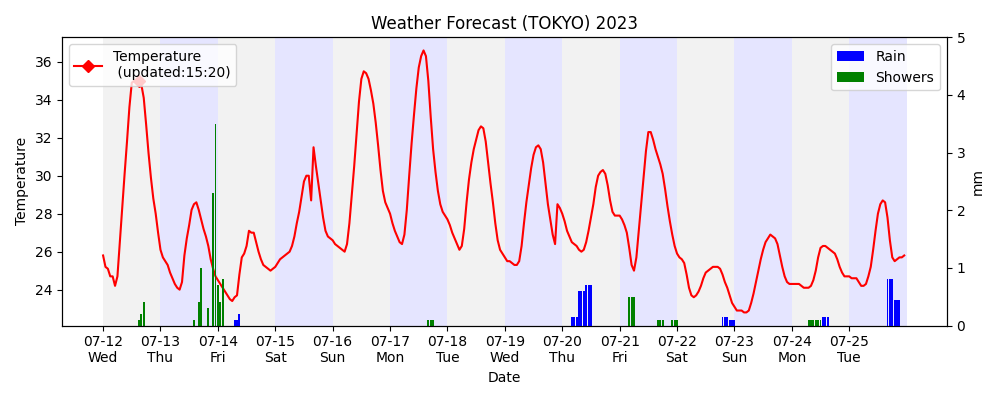 Weather Forecast (TOKYO) 2023
Temperature
(updated:15:20)
Rain
Showers
Temperature
36
34
32
30
28
26
24
5
4
3
2
1
0
mm
07-12 07-13 07-14 07-15 07-16 07-17 07-18 07-19 07-20 07-21 07-22 07-23 07-24 07-25
Wed Thu Fri Sat Sun Mon Tue Wed Thu Fri Sat Sun Mon Tue
Date